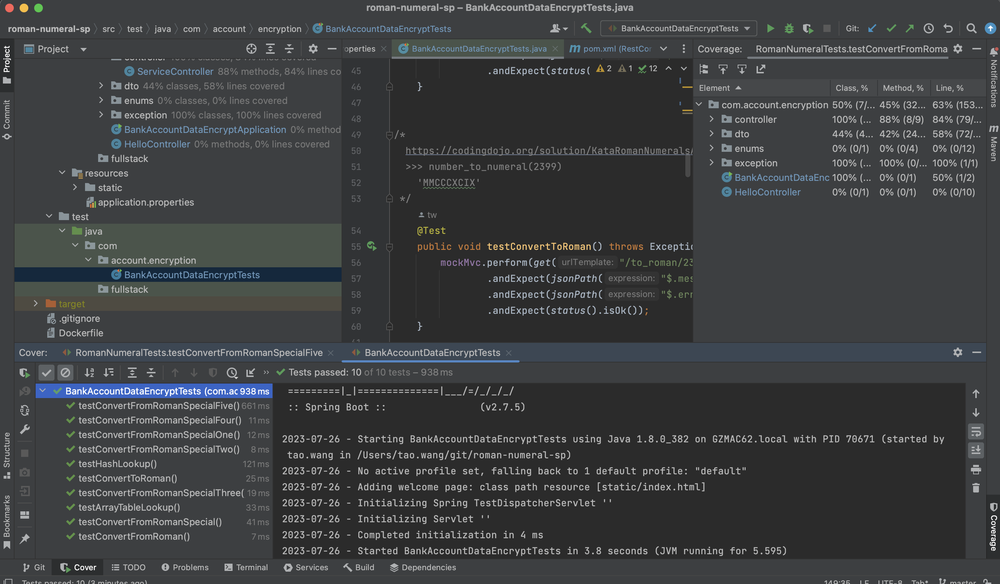 roman-numeral-sp – BankAccountDataEncryptTests.java
roman-numeral-sp src test java com account encryption BankAccountDataEncryptTests
BankAccountDataEncryptTests
Git:
Project
Commit
Structure
Bookmarks
Project
ServiceController 88% methods, 84% lines co
dto 44% classes, 58% lines covered
enums 0% classes, 0% lines covered
exception 100% classes, 100% lines covered
BankAccountDataEncryptApplication 0% method
HelloController 0% methods, 0% lines covered
fullstack
resources
static
application.properties
test
java
com
account.encryption
BankAccountDataEncryptTests
fullstack
target
.gitignore
Dockerfile
operties
BankAccountDataEncryptTests.java
pom.xml (RestCor
2 1 12
45 .andExpect(status(
46 }
47
48
49 /*
50 https://codingdojo.org/solution/KataRomanNumerals
51 >>> number_to_numeral(2399)
52 'MMCCCXCIX'
53 */
tw
54 @Test
55 public void testConvertToRoman() throws Exceptio
56 mockMvc.perform(get( urlTemplate: "/to_roman/23
57 .andExpect(jsonPath( expression: "$.mes
58 .andExpect(jsonPath( expression: "$.err
59 .andExpect(status().isOk());
60 }
Coverage: RomanNumeralTests.testConvertFromRoma
Element Class, % Method, % Line, %
com.account.encryption 50% (7/... 45% (32... 63% (153...
controller 100% (... 88% (8/9) 84% (79/...
dto 44% (4... 42% (24... 58% (72/...
enums 0% (0/1) 0% (0/4) 0% (0/12)
exception 100% (... 100% (0/... 100% (1/1)
BankAccountDataEnc 100% (... 0% (0/1) 50% (1/2)
HelloController 0% (0/1) 0% (0/1) 0% (0/10)
Notifications
Maven
Coverage
Cover: RomanNumeralTests.testConvertFromRomanSpecialFive BankAccountDataEncryptTests
Tests passed: 10 of 10 tests – 938 ms
BankAccountDataEncryptTests (com.ac 938 ms
testConvertFromRomanSpecialFive() 661 ms
testConvertFromRomanSpecialFour() 11 ms
testConvertFromRomanSpecialOne() 12 ms
testConvertFromRomanSpecialTwo() 8 ms
testHashLookup() 121 ms
testConvertToRoman() 25 ms
testConvertFromRomanSpecialThree( 19 ms
testArrayTableLookup() 33 ms
testConvertFromRomanSpecial() 41 ms
testConvertFromRoman() 7 ms
=========|_|==============|___/=/_/_/_/
:: Spring Boot :: (v2.7.5)
2023-07-26 - Starting BankAccountDataEncryptTests using Java 1.8.0_382 on GZMAC62.local with PID 70671 (started by
tao.wang in /Users/tao.wang/git/roman-numeral-sp)
2023-07-26 - No active profile set, falling back to 1 default profile: "default"
2023-07-26 - Adding welcome page: class path resource [static/index.html]
2023-07-26 - Initializing Spring TestDispatcherServlet ''
2023-07-26 - Initializing Servlet ''
2023-07-26 - Completed initialization in 4 ms
2023-07-26 - Started BankAccountDataEncryptTests in 3.8 seconds (JVM running for 5.595)
Git Cover TODO Problems Terminal Services Build Dependencies
Tests passed: 10 (3 minutes ago)
149:35 LF UTF-8 Tab* master